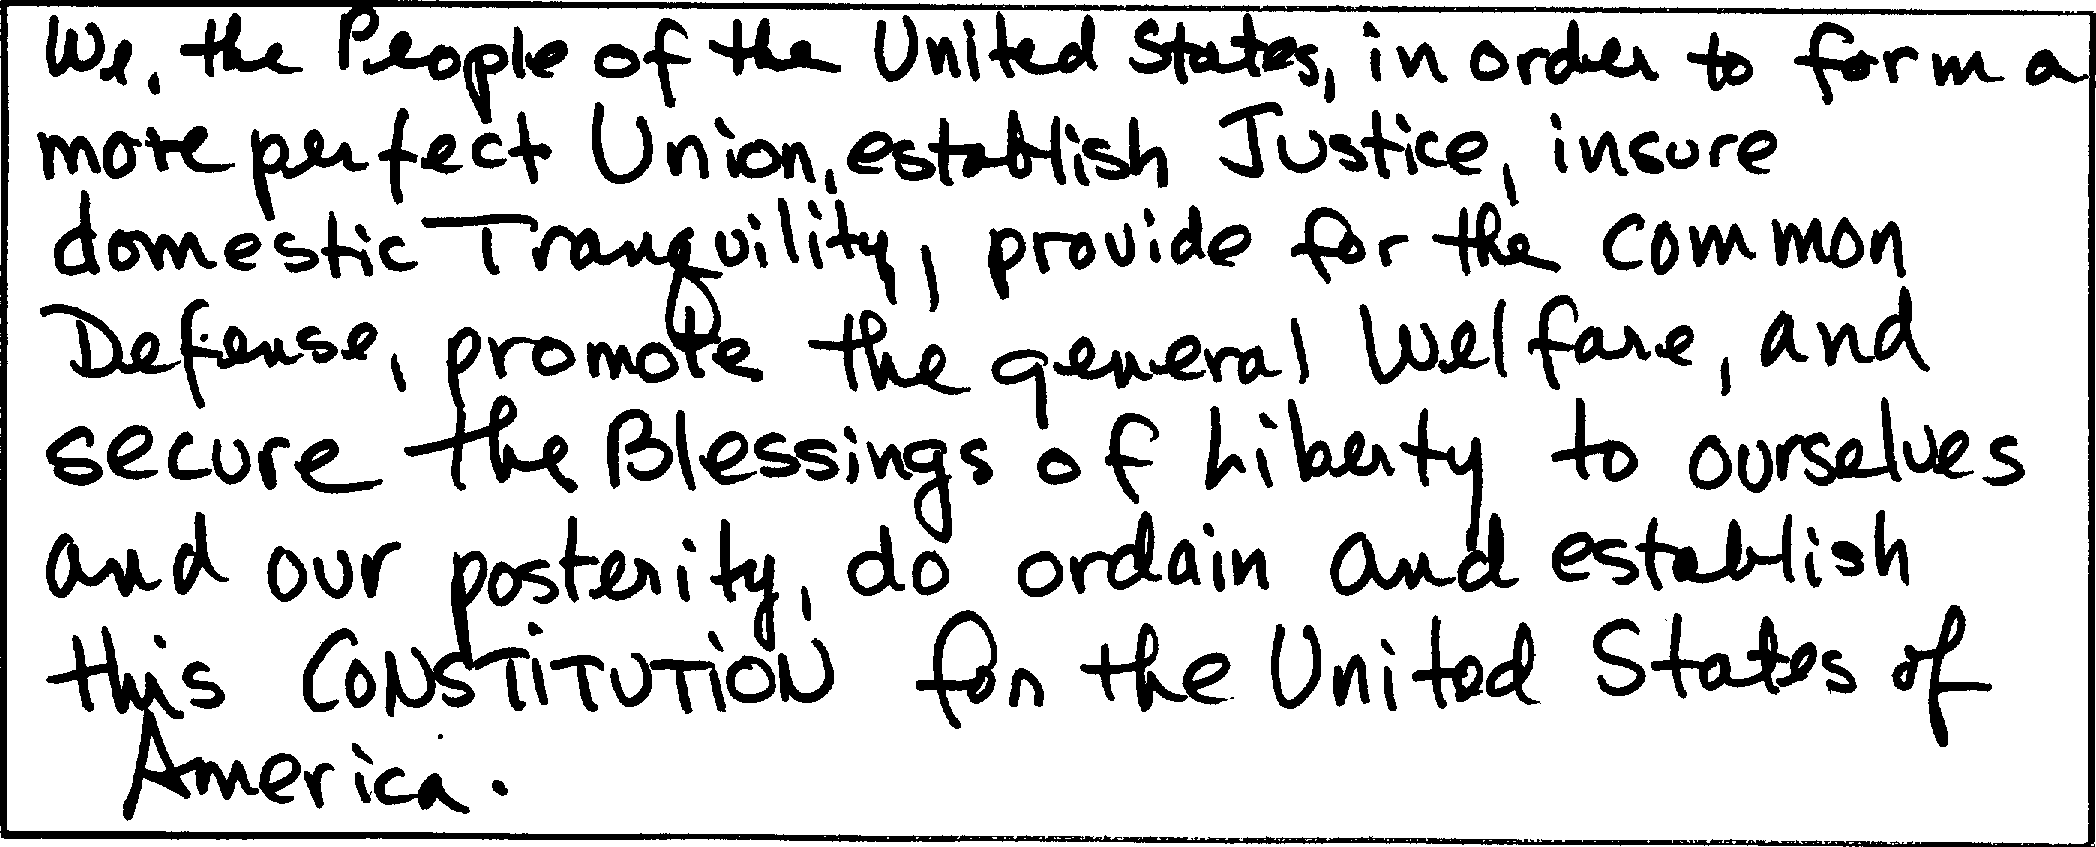 We, the People of the United States, in order to form a
more perfect Union, establish Justice, insure
domestic Tranquility, provide for the common
Defense, promote the general Welfare, and
secure the Blessings of Liberty to ourselves
and our posterity, do ordain and establish
this CONSTITUTION for the United States of
America.